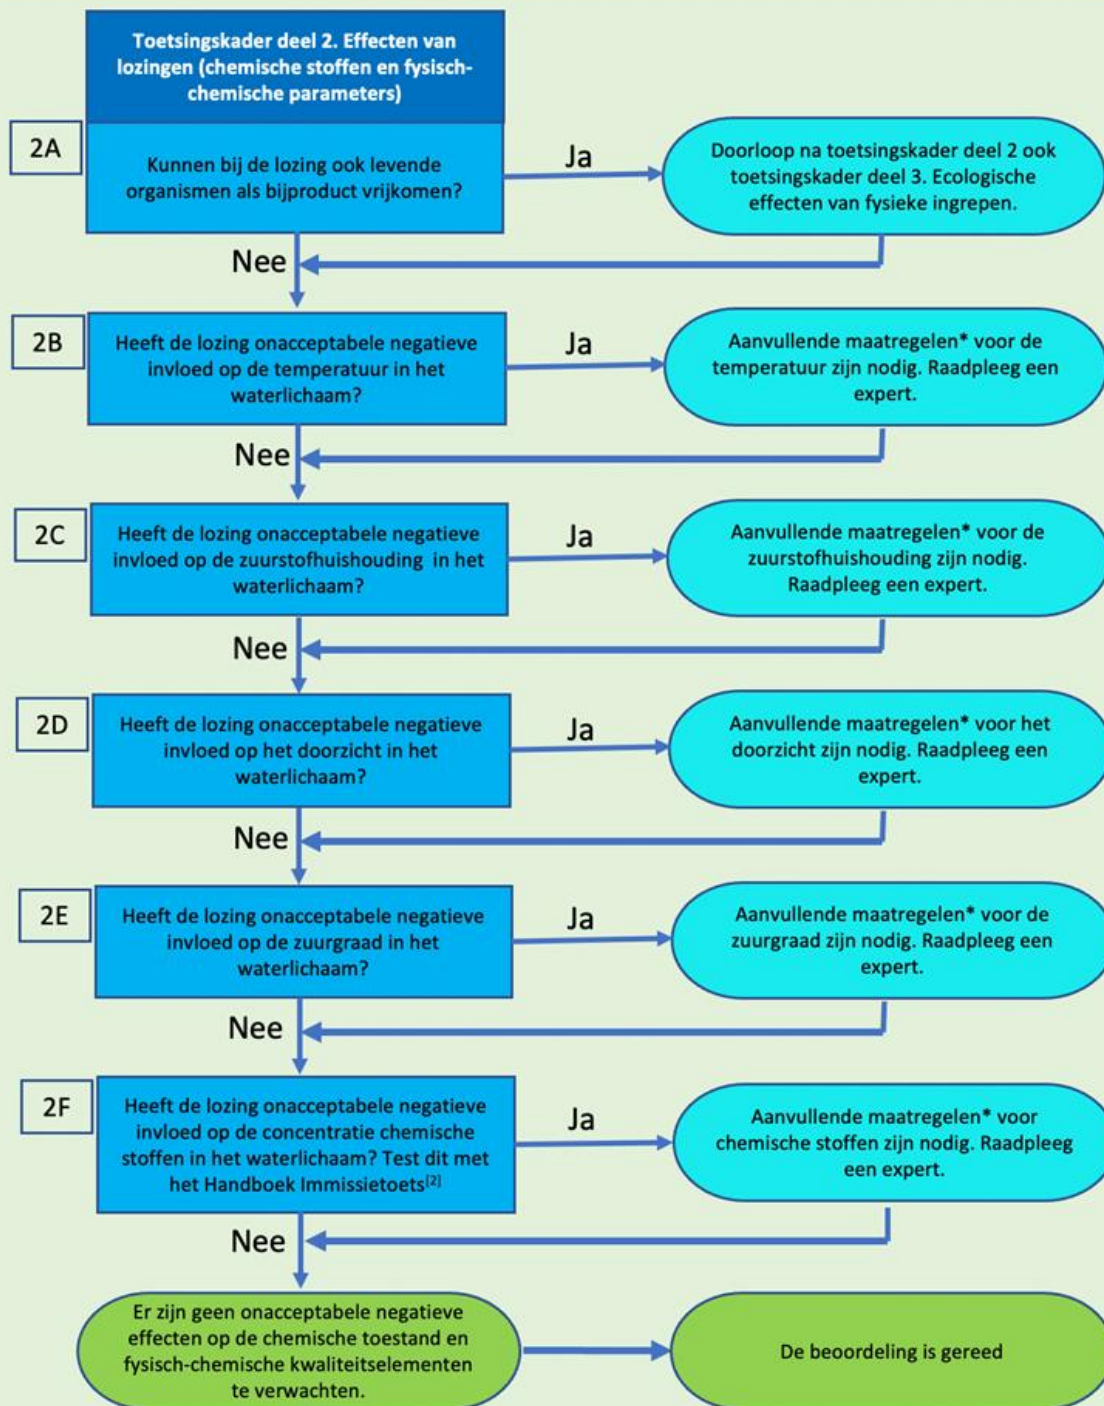 Toetsingskader deel 2. Effecten van
lozingen (chemische stoffen en fysisch-
chemische parameters)
2A
Kunnen bij de lozing ook levende
organismen als bijproduct vrijkomen?
Ja
Doorloop na toetsingskader deel 2 ook
toetsingskader deel 3. Ecologische
effecten van fysieke ingrepen.
Nee
2B
Heeft de lozing onacceptabele negatieve
invloed op de temperatuur in het
waterlichaam?
Ja
Aanvullende maatregelen* voor de
temperatuur zijn nodig. Raadpleeg een
expert.
Nee
2C
Heeft de lozing onacceptabele negatieve
invloed op de zuurstofhuishouding in het
waterlichaam?
Ja
Aanvullende maatregelen* voor de
zuurstofhuishouding zijn nodig.
Raadpleeg een expert.
Nee
2D
Heeft de lozing onacceptabele negatieve
invloed op het doorzicht in het
waterlichaam?
Ja
Aanvullende maatregelen* voor het
doorzicht zijn nodig. Raadpleeg een
expert.
Nee
2E
Heeft de lozing onacceptabele negatieve
invloed op de zuurgraad in het
waterlichaam?
Ja
Aanvullende maatregelen* voor de
zuurgraad zijn nodig. Raadpleeg een
expert.
Nee
2F
Heeft de lozing onacceptabele negatieve
invloed op de concentratie chemische
stoffen in het waterlichaam? Test dit met
het Handboek Immissietoets[2]
Ja
Aanvullende maatregelen* voor
chemische stoffen zijn nodig. Raadpleeg
een expert.
Nee
Er zijn geen onacceptabele negatieve
effecten op de chemische toestand en
fysisch-chemische kwaliteitselementen
te verwachten.
De beoordeling is gereed